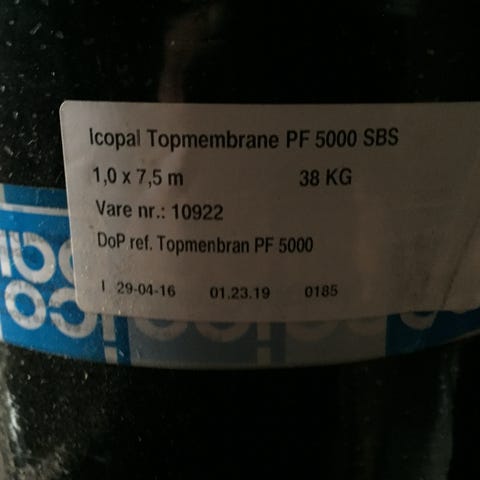 Icopal Topmembrane PF 5000 SBS
1,0 x 7,5 m 38 KG
Vare nr.: 10922
DoP ref. Topmenbran PF 5000
I 29-04-16 01.23.19 0185
ico